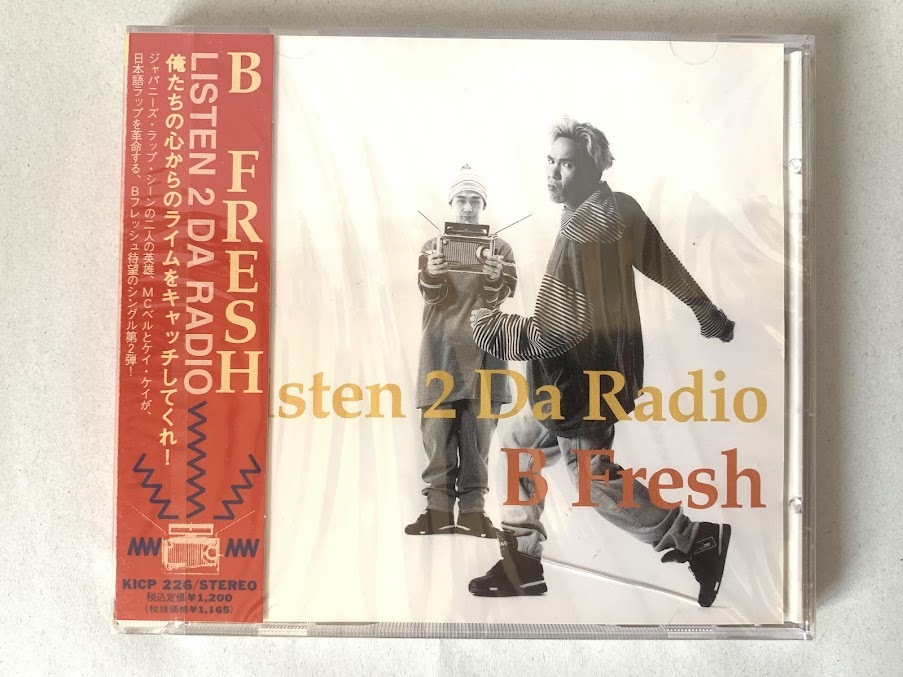 B FRESH
LISTEN 2 DA RADIO
俺たちの心からのライムをキャッチしてくれ！
ジャパニーズ・ラップ・シーンの二人の英雄、MCベルとケイ・ケイが、
日本語ラップを革命する、Bフレッシュ待望のシングル第2弾！
KICP 226/STEREO
税込定価¥1,200
(税抜価格¥1,165)
isten 2 Da Radio
B Fresh